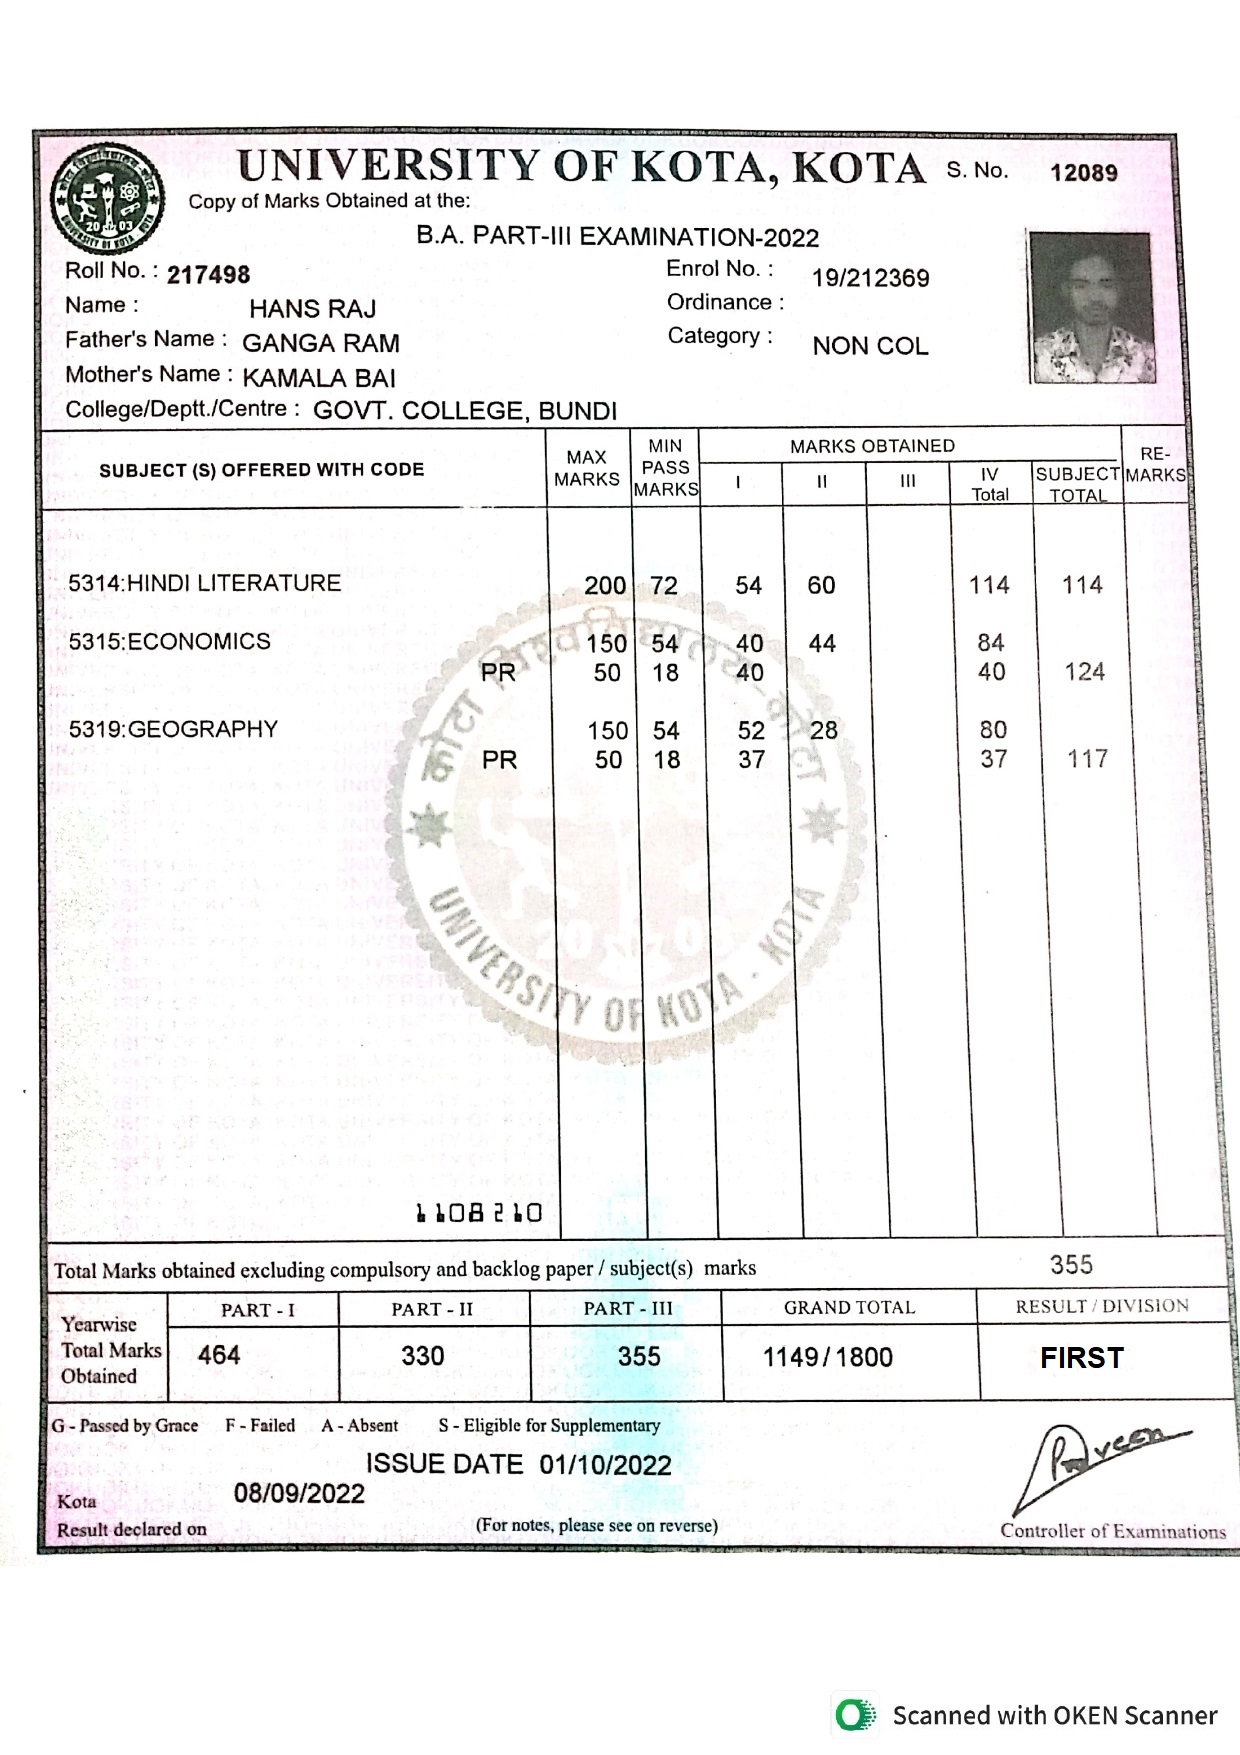 UNIVERSITY OF KOTA, KOTA S. No. 12089
Copy of Marks Obtained at the:
B.A. PART-III EXAMINATION-2022
Roll No. : 217498 Enrol No. : 19/212369
Name : HANS RAJ Ordinance :
Father's Name : GANGA RAM Category : NON COL
Mother's Name : KAMALA BAI
College/Deptt./Centre : GOVT. COLLEGE, BUNDI
SUBJECT (S) OFFERED WITH CODE MAX MARKS MIN PASS MARKS MARKS OBTAINED RE-MARKS
I II III IV Total SUBJECT TOTAL
5314:HINDI LITERATURE 200 72 54 60 114 114
5315:ECONOMICS 150 54 40 44 84
PR 50 18 40 40 124
5319:GEOGRAPHY 150 54 52 28 80
PR 50 18 37 37 117
कोटा विश्वविद्यालय-कोटा
UNIVERSITY OF KOTA - KOTA
2003
1108210
Total Marks obtained excluding compulsory and backlog paper / subject(s) marks 355
Yearwise Total Marks Obtained PART - I PART - II PART - III GRAND TOTAL RESULT / DIVISION
464 330 355 1149/1800 FIRST
G - Passed by Grace F - Failed A - Absent S - Eligible for Supplementary
ISSUE DATE 01/10/2022
08/09/2022
Kota
Result declared on (For notes, please see on reverse) Controller of Examinations
Praveen
Scanned with OKEN Scanner